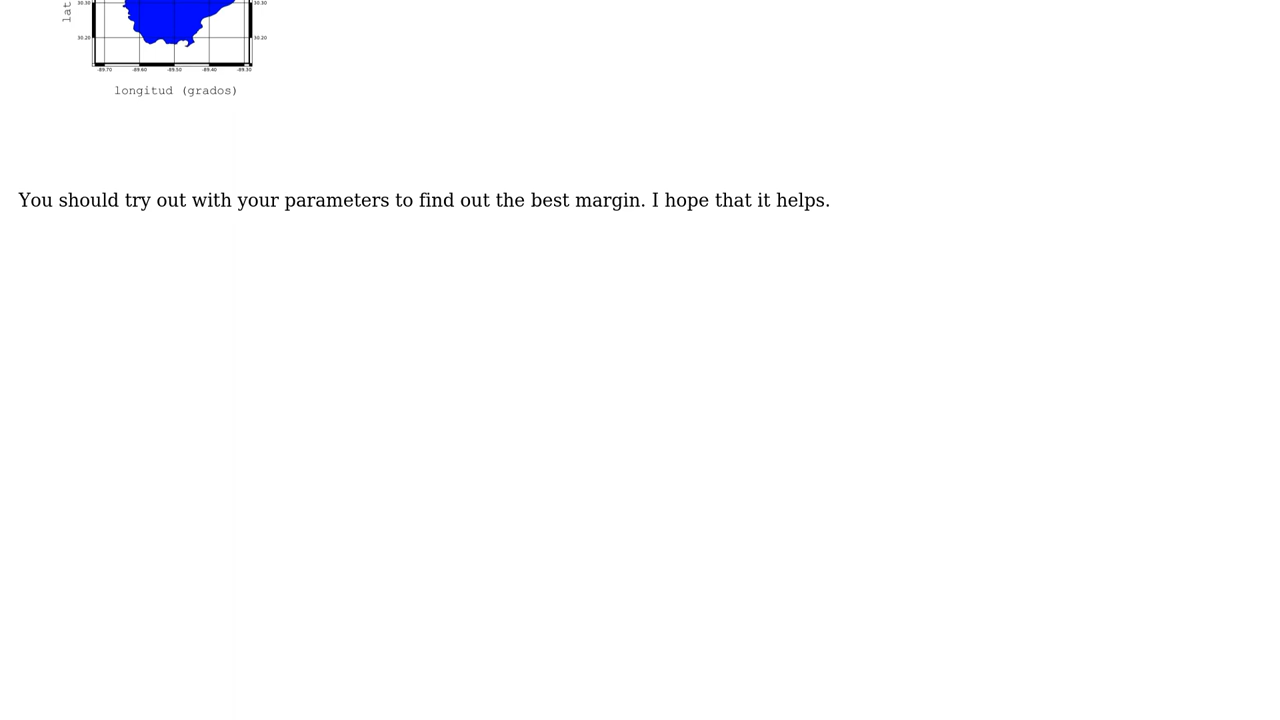 lat
30.30 30.30
30.20 30.20
-89.70 -89.60 -89.50 -89.40 -89.30
longitud (grados)
You should try out with your parameters to find out the best margin. I hope that it helps.